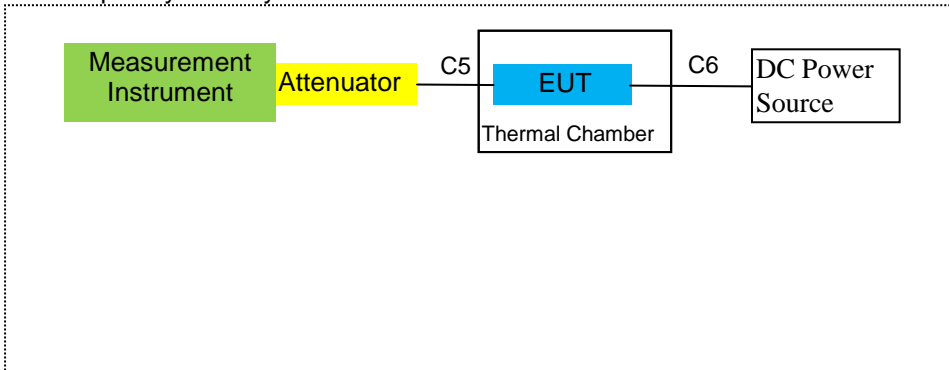 Measurement
Instrument
Attenuator
C5
EUT
Thermal Chamber
C6
DC Power
Source